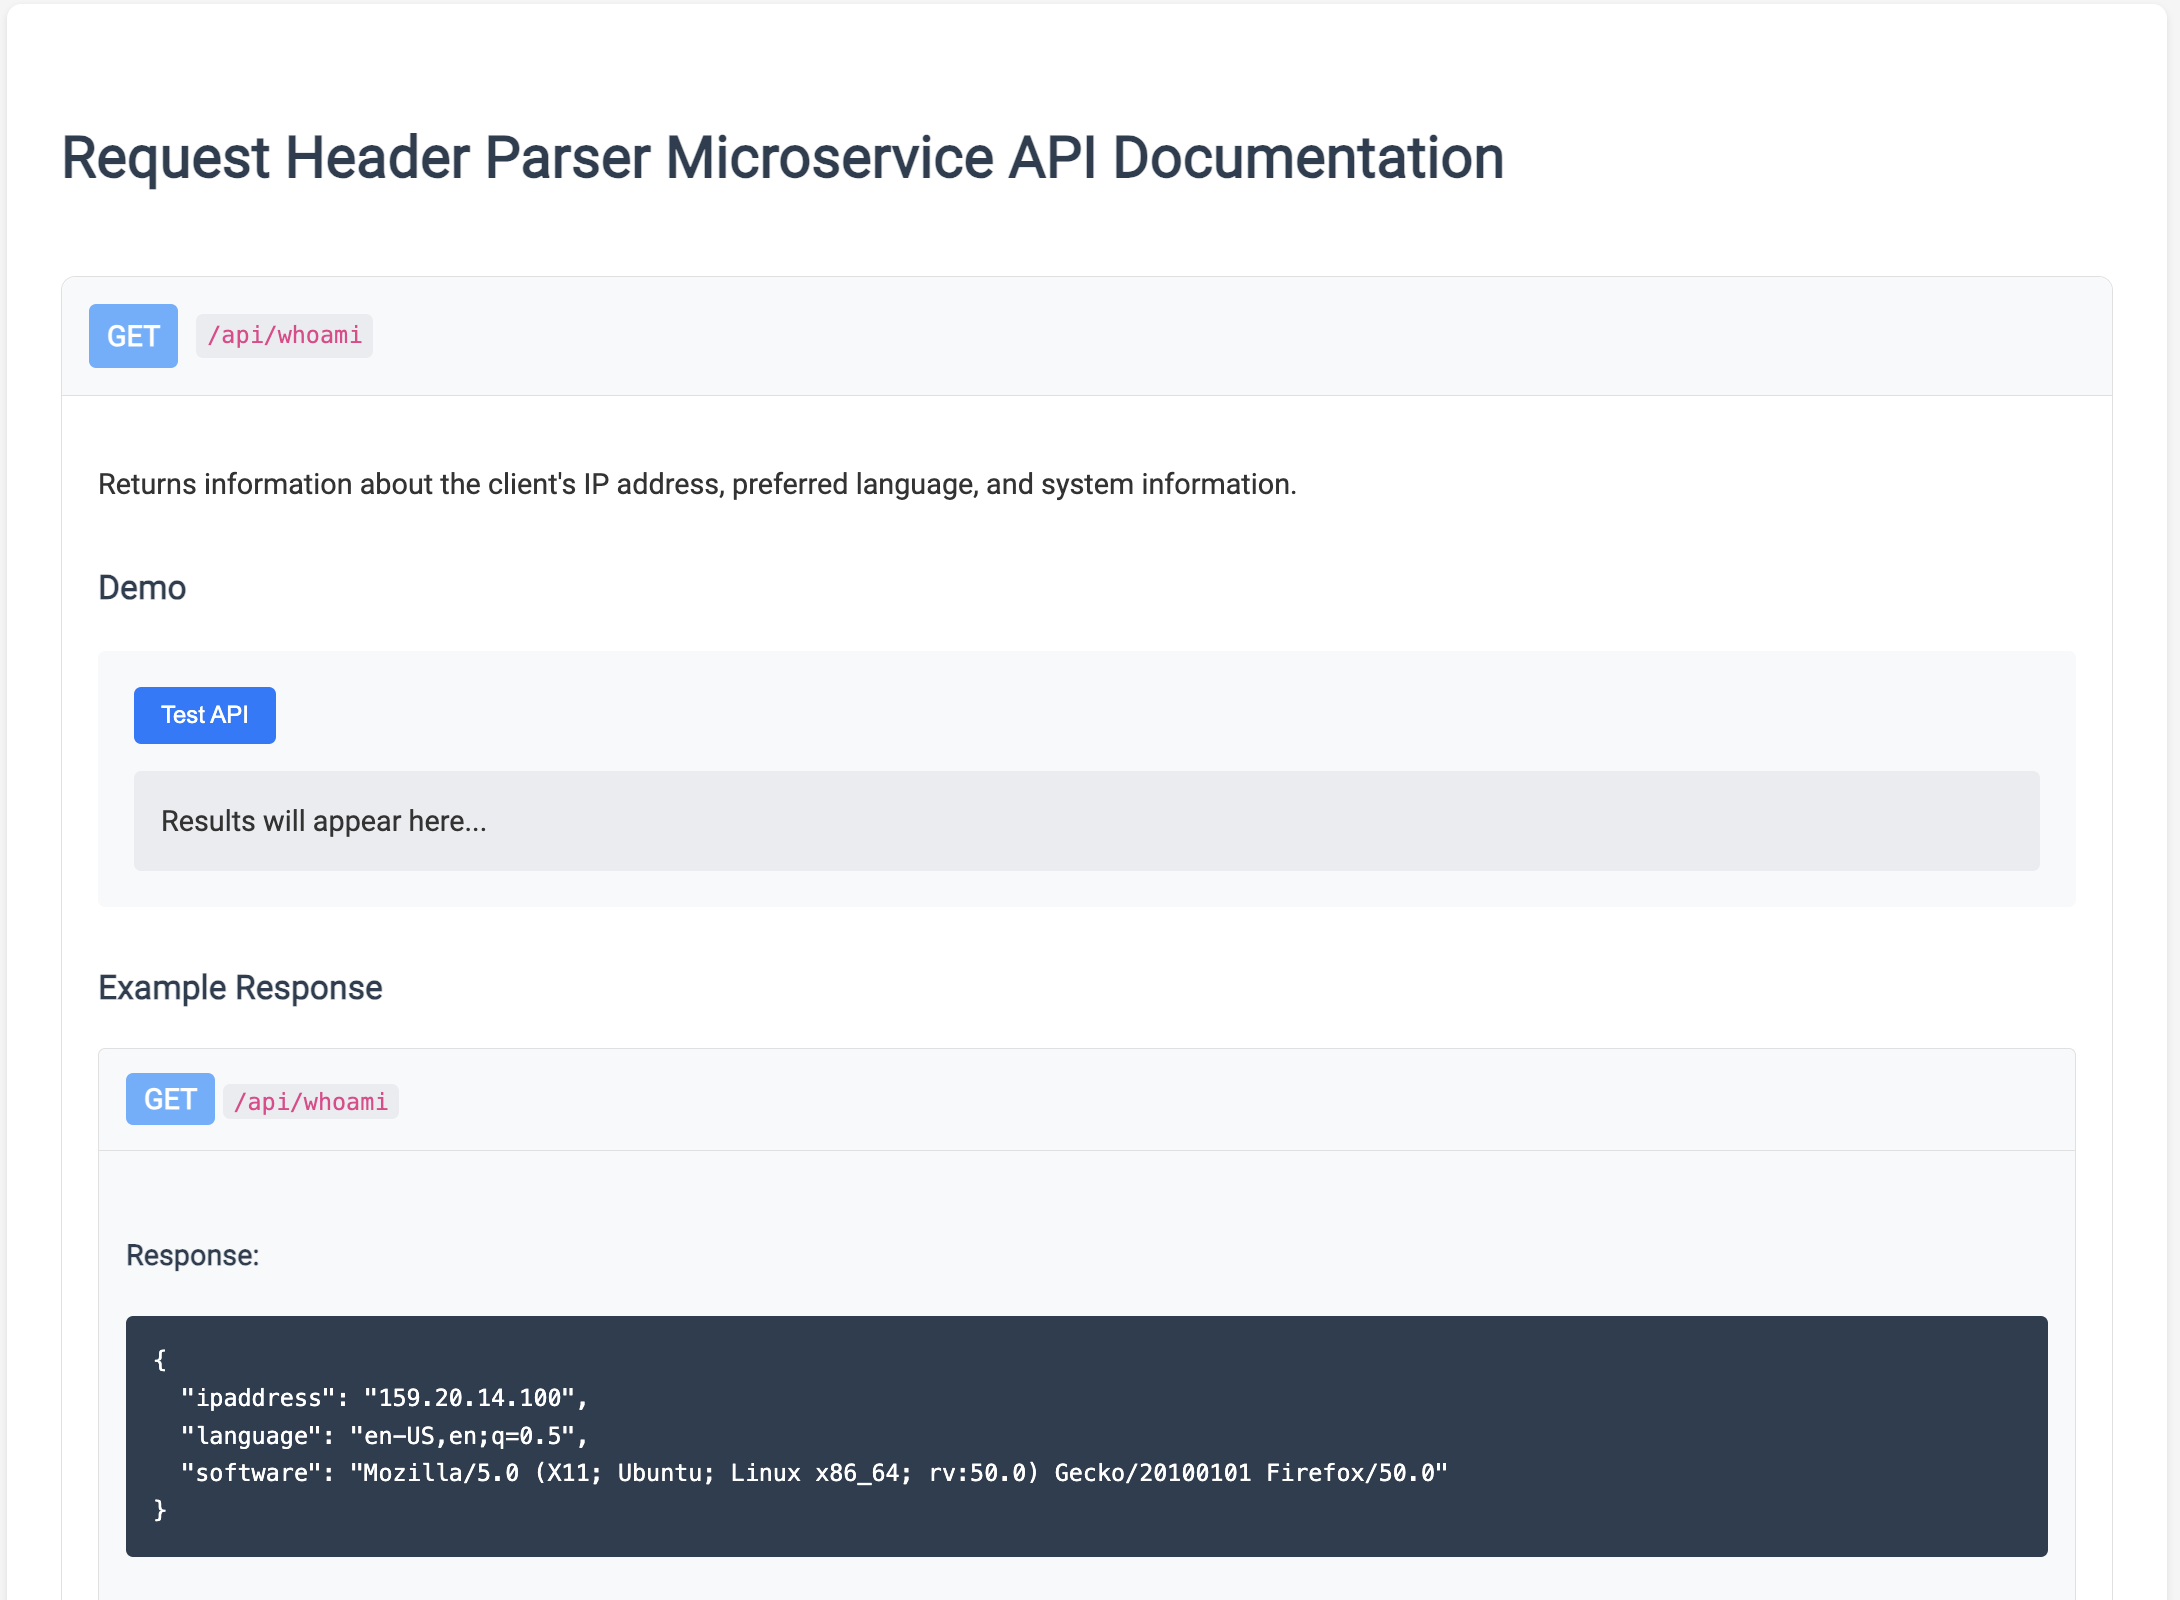 Request Header Parser Microservice API Documentation
GET /api/whoami
Returns information about the client's IP address, preferred language, and system information.
Demo
Test API
Results will appear here...
Example Response
GET /api/whoami
Response:
{
  "ipaddress": "159.20.14.100",
  "language": "en-US,en;q=0.5",
  "software": "Mozilla/5.0 (X11; Ubuntu; Linux x86_64; rv:50.0) Gecko/20100101 Firefox/50.0"
}